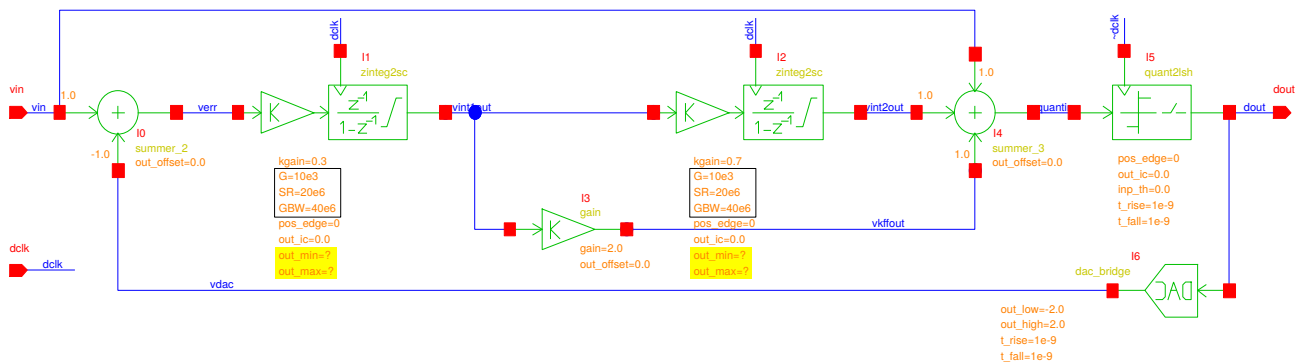 vin
vin
1.0
-1.0
I0
summer_2
out_offset=0.0
verr
dclk
I1
zinteg2sc
K
z⁻¹
1-z⁻¹
kgain=0.3
G=10e3
SR=20e6
GBW=40e6
pos_edge=0
out_ic=0.0
out_min=?
out_max=?
vint1out
I3
gain
K
gain=2.0
out_offset=0.0
dclk
I2
zinteg2sc
K
z⁻¹
1-z⁻¹
kgain=0.7
G=10e3
SR=20e6
GBW=40e6
pos_edge=0
out_ic=0.0
out_min=?
out_max=?
vint2out
vkffout
1.0
1.0
1.0
I4
summer_3
out_offset=0.0
quantin
~dclk
I5
quant2lsh
pos_edge=0
out_ic=0.0
inp_th=0.0
t_rise=1e-9
t_fall=1e-9
dout
dout
dclk
dclk
vdac
I6
dac_bridge
DAC
out_low=-2.0
out_high=2.0
t_rise=1e-9
t_fall=1e-9